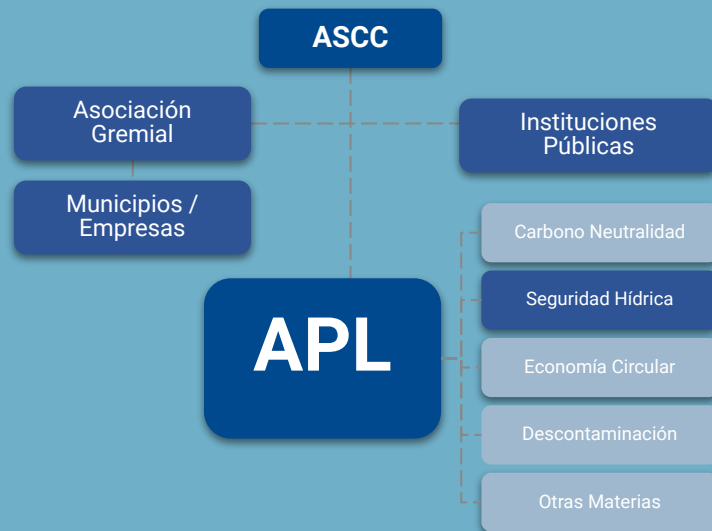 ASCC
Asociación
Gremial
Instituciones
Públicas
Municipios /
Empresas
APL
Carbono Neutralidad
Seguridad Hídrica
Economía Circular
Descontaminación
Otras Materias